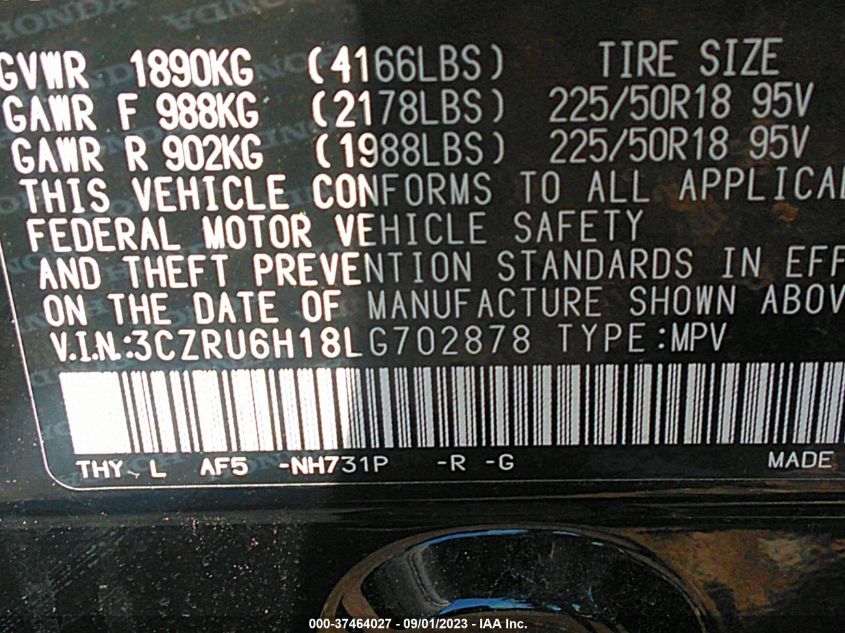 HONDA
GVWR 1890KG (4166LBS) TIRE SIZE
GAWR F 988KG (2178LBS) 225/50R18 95V
GAWR R 902KG (1988LBS) 225/50R18 95V
THIS VEHICLE CONFORMS TO ALL APPLICA
FEDERAL MOTOR VEHICLE SAFETY
AND THEFT PREVENTION STANDARDS IN EFF
ON THE DATE OF MANUFACTURE SHOWN ABOV
V.I.N.:3CZRU6H18LG702878 TYPE:MPV
THY L AF5 -NH731P -R -G MADE
000-37464027 - 09/01/2023 - IAA Inc.